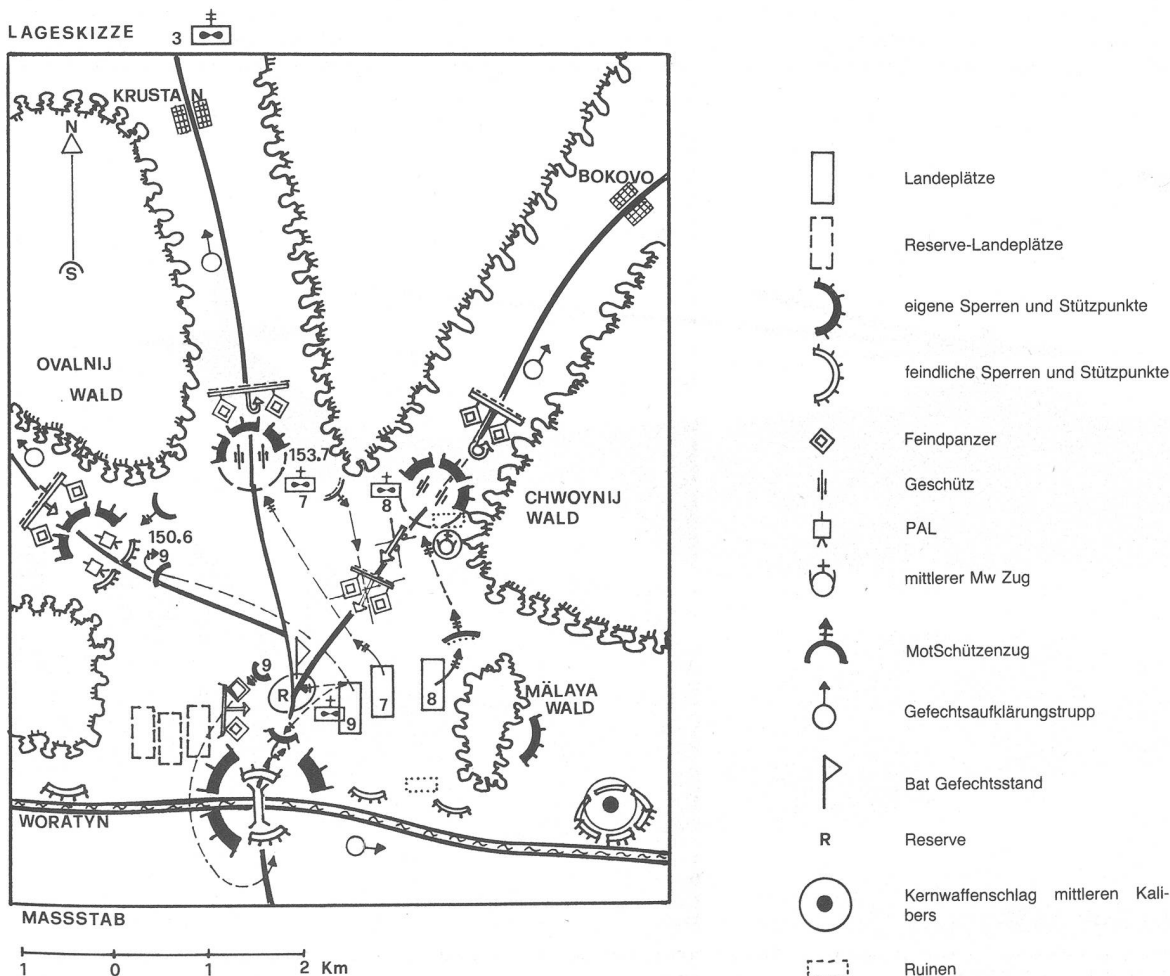 LAGESKIZZE
3
KRUSTAN
N
S
BOKOVO
OVALNIJ
WALD
153.7
7
8
CHWOYNIJ
WALD
150.6
9
9
R
9
7
8
MÄLAYA
WALD
WORATYN
MASSSTAB
1 0 1 2 Km
Landeplätze
Reserve-Landeplätze
eigene Sperren und Stützpunkte
feindliche Sperren und Stützpunkte
Feindpanzer
Geschütz
PAL
mittlerer Mw Zug
MotSchützenzug
Gefechtsaufklärungstrupp
Bat Gefechtsstand
R Reserve
Kernwaffenschlag mittleren Kali-
bers
Ruinen